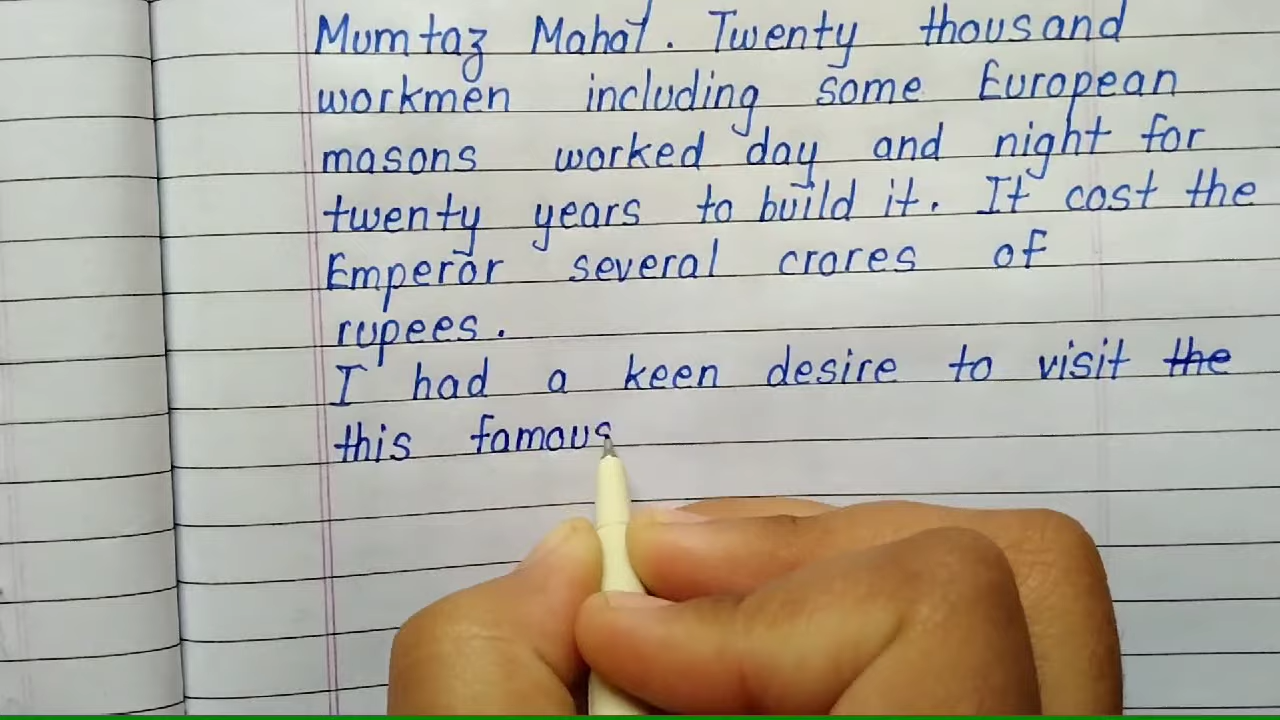 Mumtaz Mahal. Twenty thousand
workmen including some European
masons worked day and night for
twenty years to build it. It cost the
Emperor several crores of
rupees.
I had a keen desire to visit ~~the~~
this famous